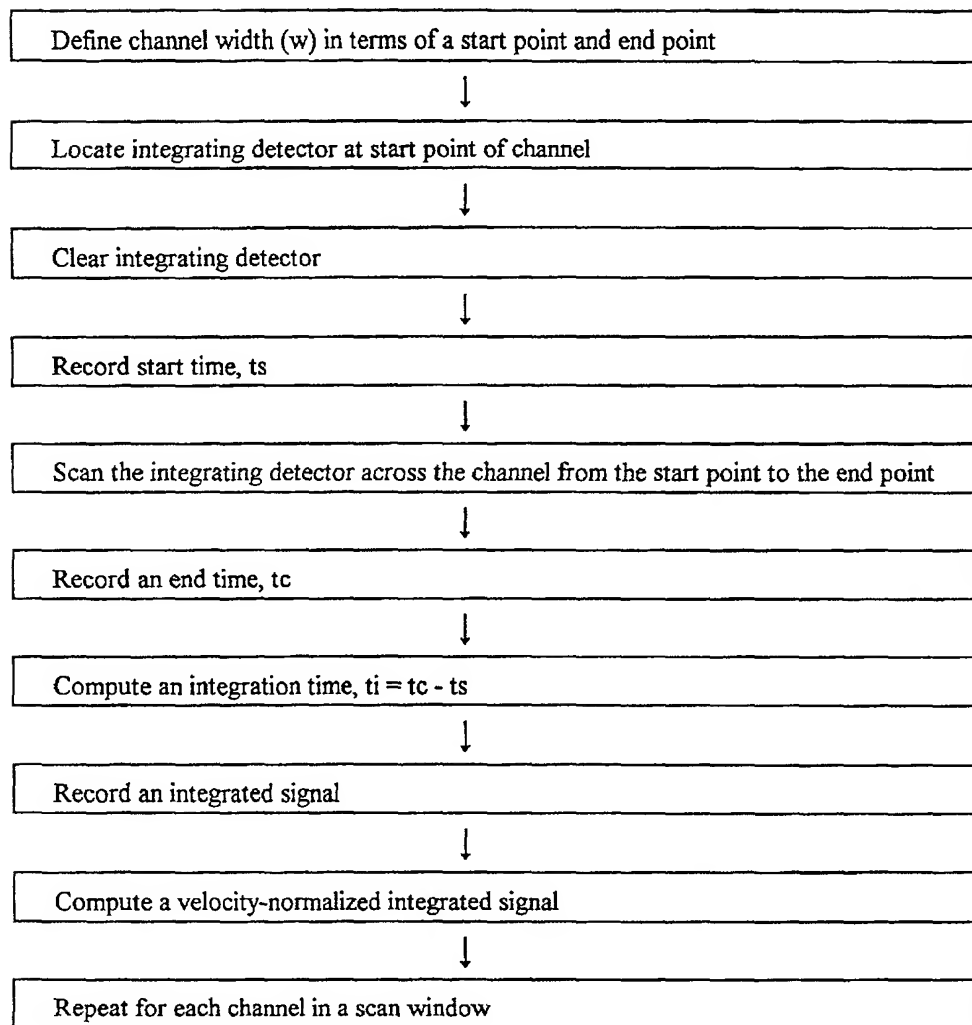 Define channel width (w) in terms of a start point and end point
Locate integrating detector at start point of channel
Clear integrating detector
Record start time, ts
Scan the integrating detector across the channel from the start point to the end point
Record an end time, tc
Compute an integration time, ti = tc - ts
Record an integrated signal
Compute a velocity-normalized integrated signal
Repeat for each channel in a scan window